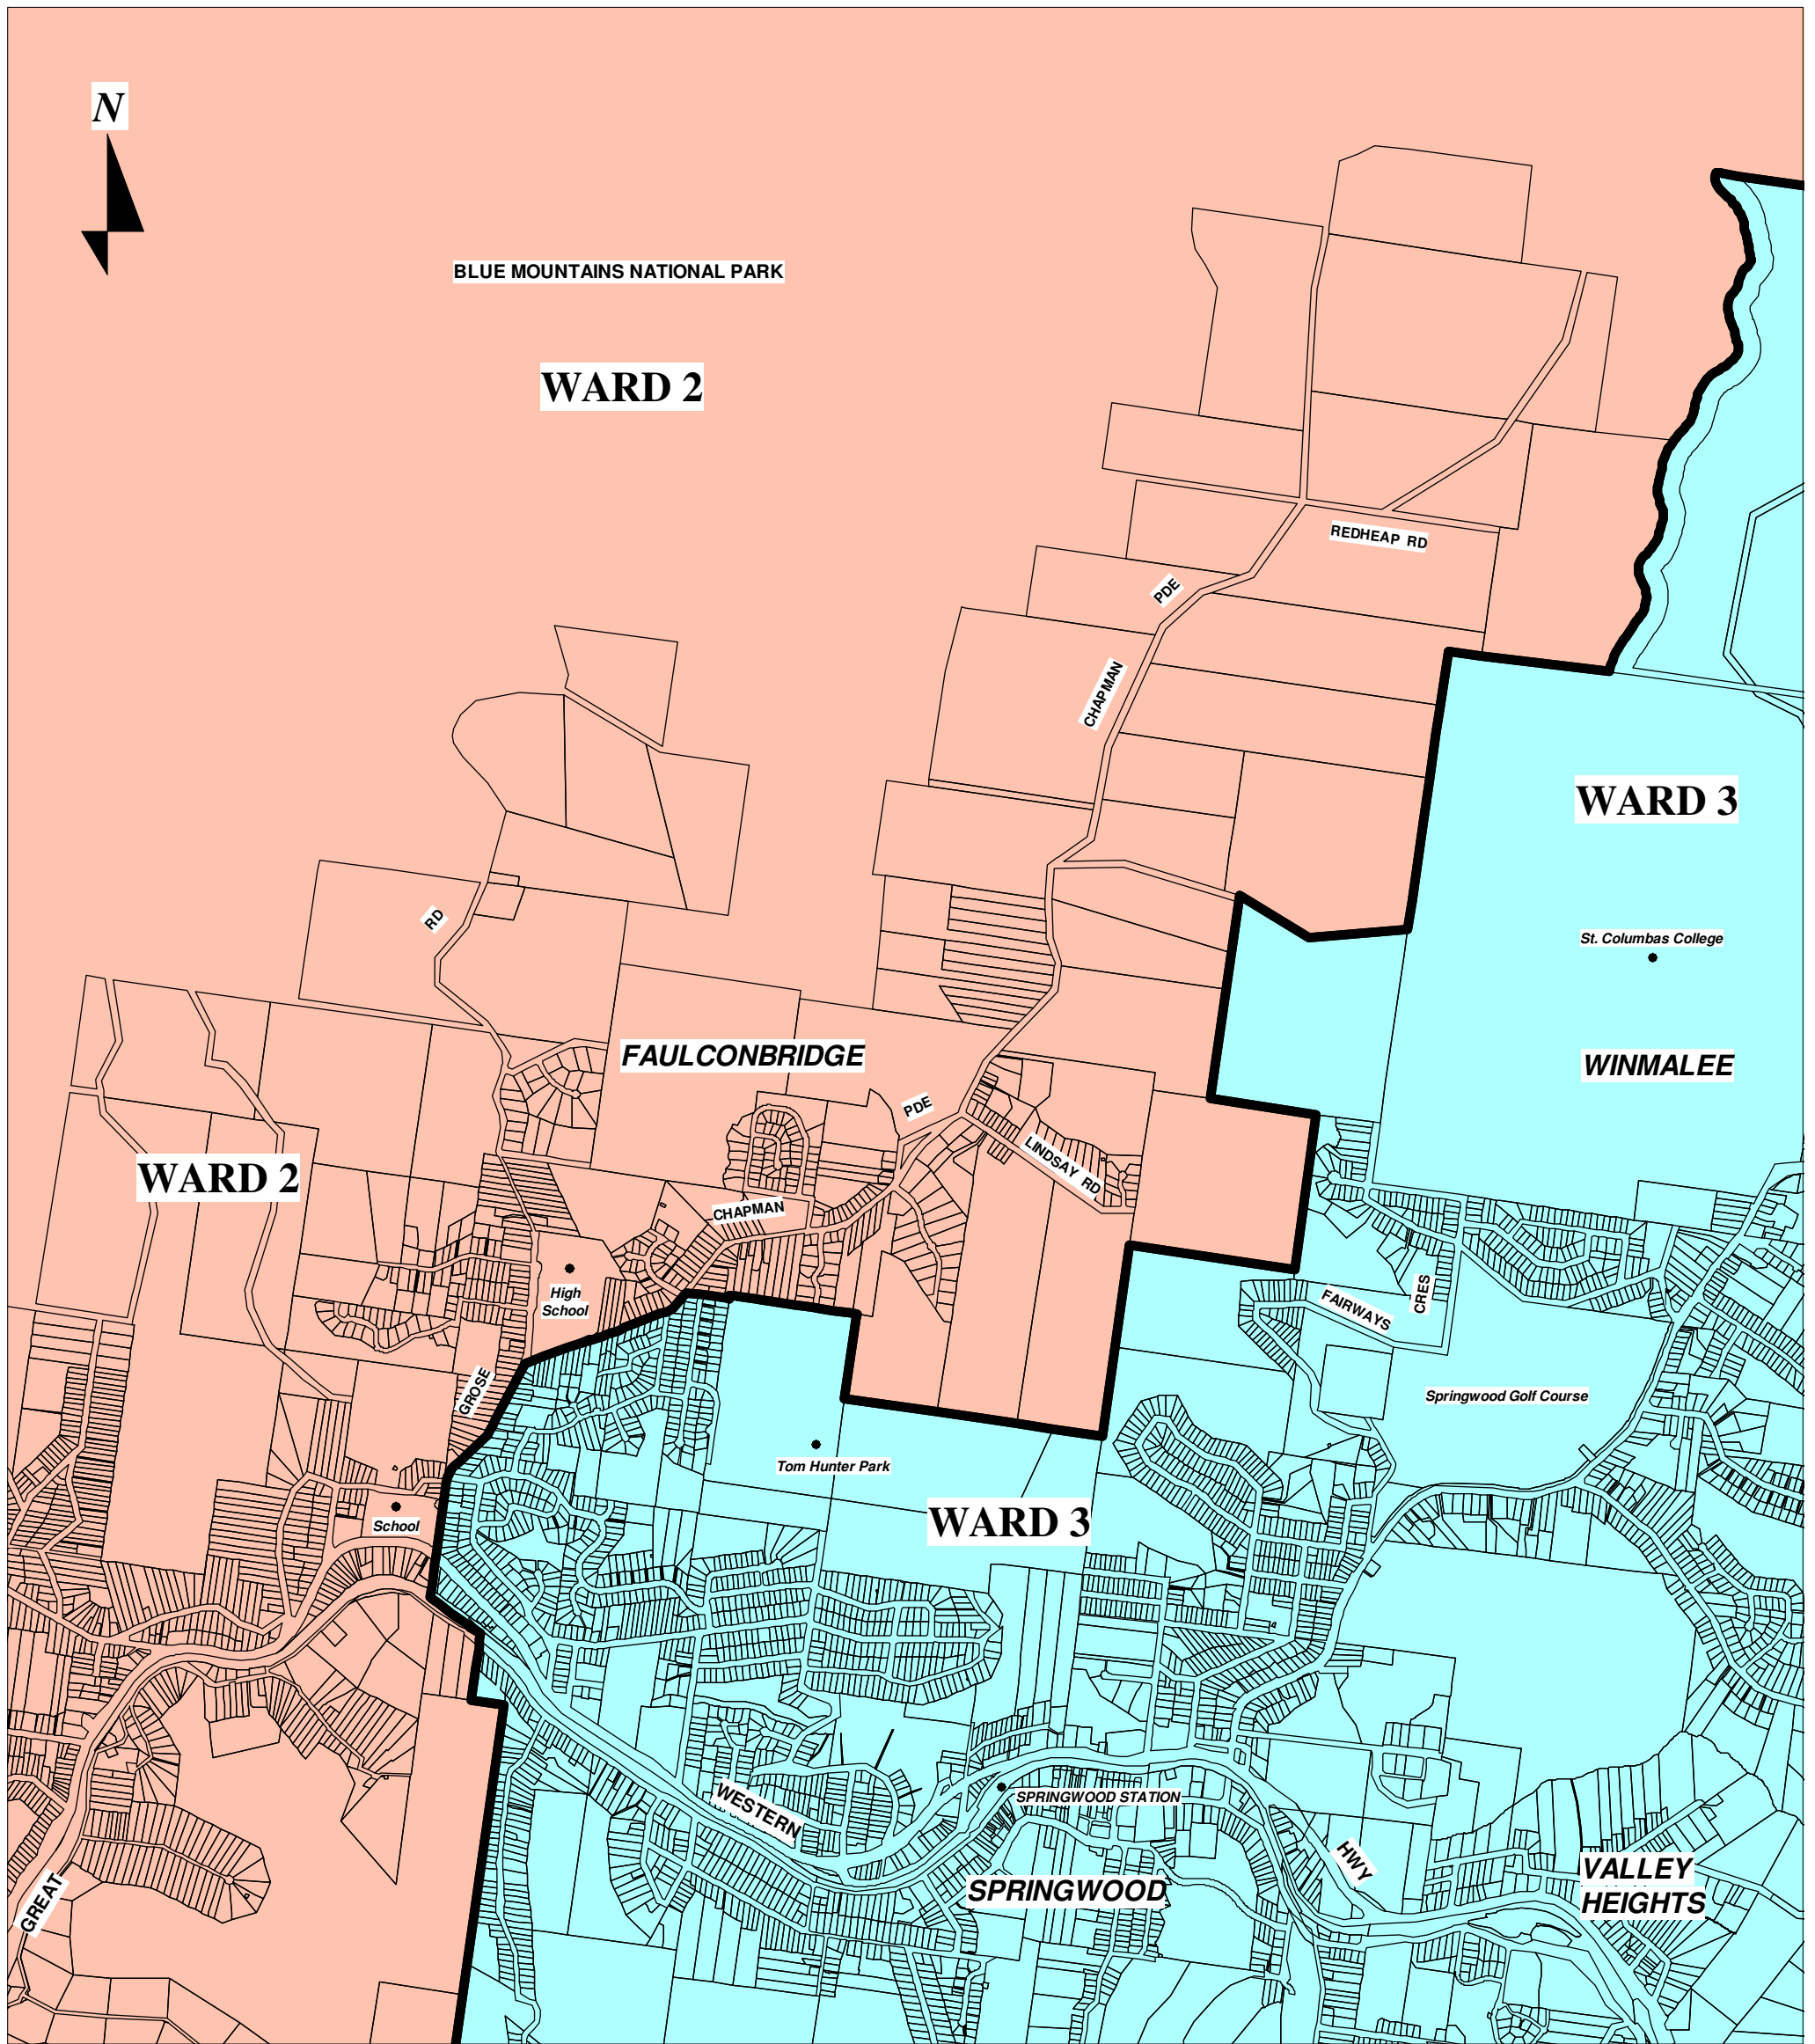 N
BLUE MOUNTAINS NATIONAL PARK
WARD 2
REDHEAP RD
PDE
CHAPMAN
WARD 3
RD
St. Columbas College
FAULCONBRIDGE
WINMALEE
PDE
WARD 2
LINDSAY RD
CHAPMAN
High
School
FAIRWAYS
CRES
GROSE
Springwood Golf Course
Tom Hunter Park
WARD 3
School
SPRINGWOOD STATION
WESTERN
HWY
VALLEY
HEIGHTS
SPRINGWOOD
GREAT